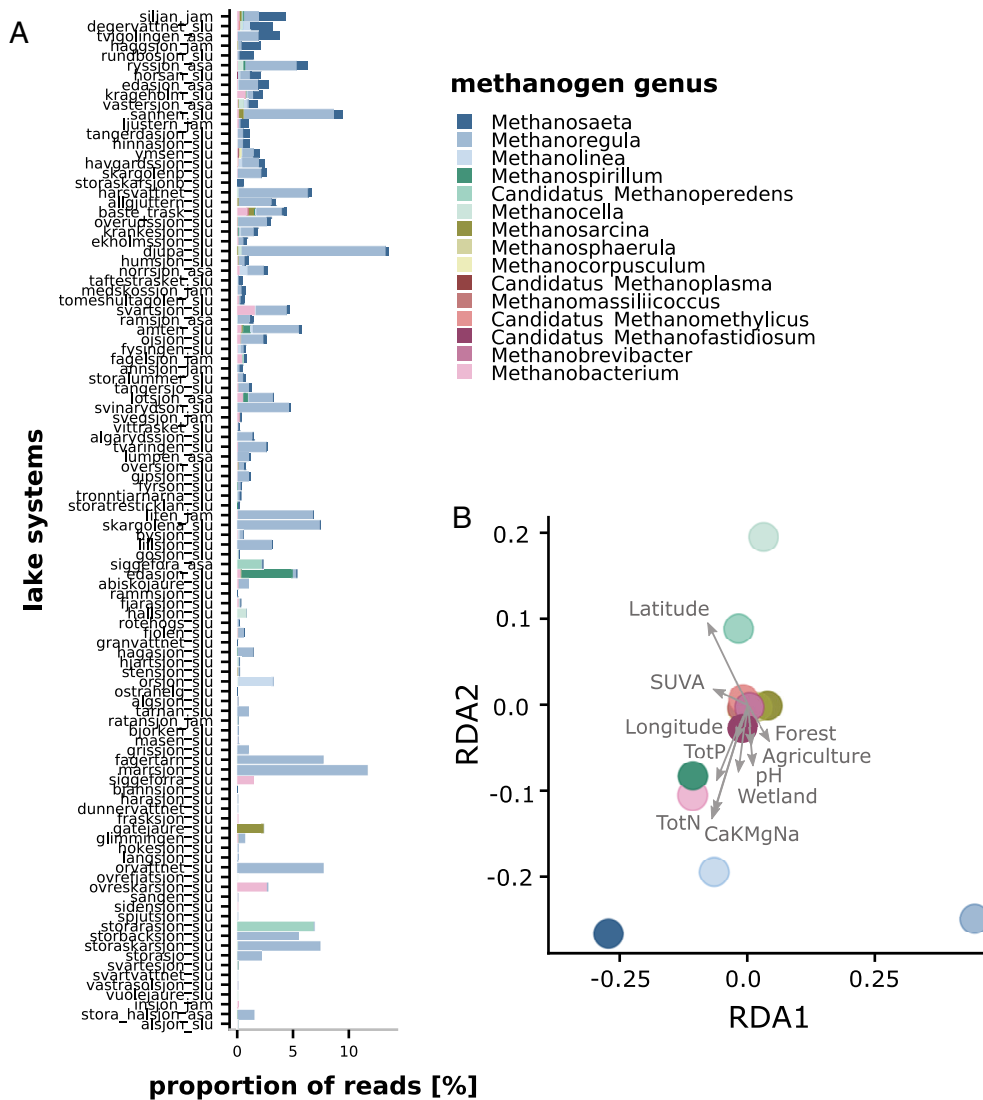 A
siljan_jam
degervattnet_slu
tvigolingen_asa
haggsjon_jam
rundbosjon_slu
ryssjon_asa
norsan_slu
edasjon_asa
krageholm_slu
vastersjon_asa
sannen_slu
ljustern_jam
tangerdasjon_slu
hinnasjon_slu
ymsen_slu
havgardssjon_slu
skargolenb_slu
storaskarsjonb_slu
harsvattnet_slu
allgjuttern_slu
baste_trask_slu
overudssjon_slu
krankesjon_slu
ekholmssjon_slu
djupa_slu
humsjon_slu
norrsjon_asa
taftestrasket_slu
medskossjon_jam
tomeshultagolen_slu
svartsjon_slu
ramsjon_asa
amten_slu
ojsjon_slu
fysingen_slu
fagelsjon_jam
annsjon_jam
storalummer_slu
tangersjo_slu
lotsjon_asa
svinarydson_slu
svegsjon_jam
vittrasket_slu
algarydssjon_slu
tvaringen_slu
lumpen_asa
oversjon_slu
gipsjon_slu
fyrson_slu
tronntjarnarna_slu
storatresticklan_slu
liten_jam
skargolena_slu
bysjon_slu
lillsjon_slu
gosjon_slu
siggefora_asa
edasjon_slu
abiskojaure_slu
rammsjon_slu
fjarasjon_slu
hallsjon_slu
rotehogs_slu
fjolen_slu
granvattnet_slu
hagasjon_slu
hjartsjon_slu
stensjon_slu
orsjon_slu
ostrahelg_slu
algsjon_slu
tarnan_slu
ratansjon_jam
bjorken_slu
masen_slu
grissjon_slu
fagertarn_slu
marrsjon_slu
siggeforra_slu
bjannsjon_slu
harasjon_slu
dunnervattnet_slu
frasksjon_slu
gatejaure_slu
glimmingen_slu
hokesjon_slu
langsjon_slu
orvattnet_slu
ovrefjatsjon_slu
ovreskarsjon_slu
sangen_slu
sidensjon_slu
spjutsjon_slu
storarasjon_slu
storbacksjon_slu
storaskarsjon_slu
storasjo_slu
svartesjon_slu
svartvattnet_slu
vastrasolsjon_slu
vuolejaure_slu
insjon_jam
stora_halsjon_asa
alsjon_slu
lake systems
0 5 10
proportion of reads [%]
methanogen genus
Methanosaeta
Methanoregula
Methanolinea
Methanospirillum
Candidatus Methanoperedens
Methanocella
Methanosarcina
Methanosphaerula
Methanocorpusculum
Candidatus Methanoplasma
Methanomassiliicoccus
Candidatus Methanomethylicus
Candidatus Methanofastidiosum
Methanobrevibacter
Methanobacterium
B
0.2
0.1
0.0
-0.1
-0.2
RDA2
Latitude
SUVA
Longitude
Forest
TotP
Agriculture
pH
Wetland
TotN
CaKMgNa
-0.25 0.0 0.25
RDA1